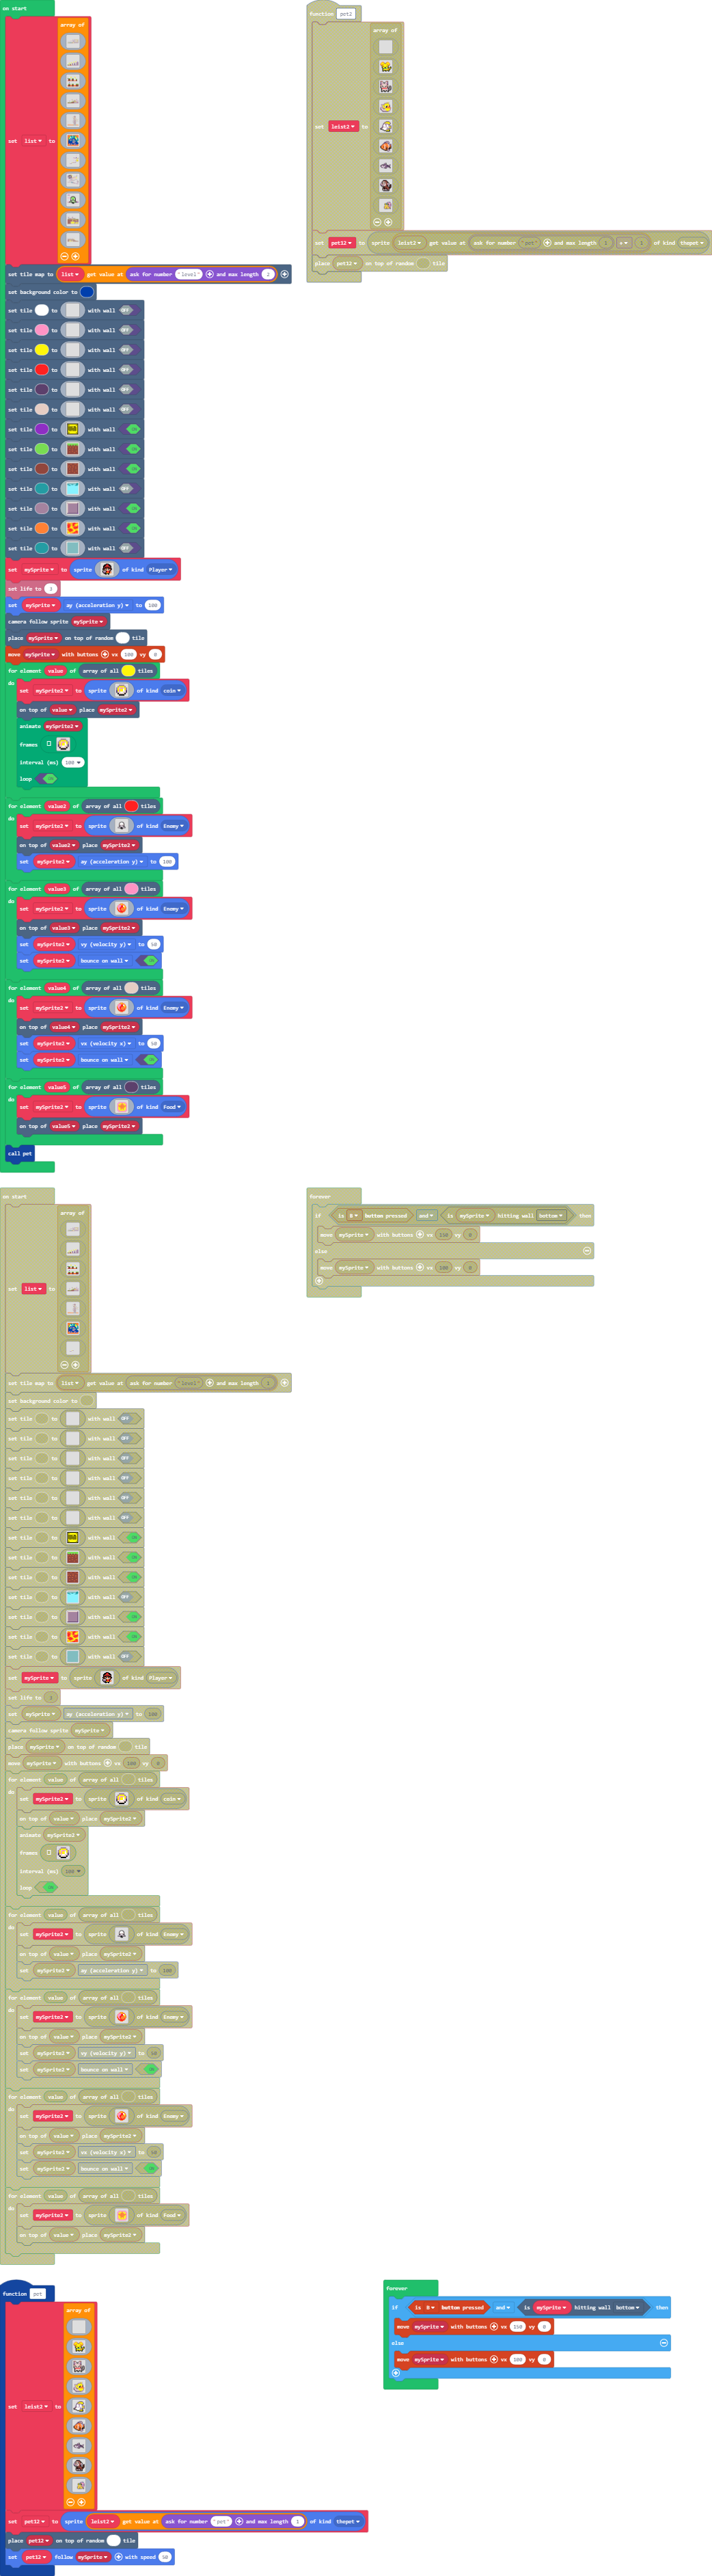 on start
array of
set list to
set tile map to list get value at ask for number "level" and max length 2
set background color to
set tile to with wall OFF
set tile to with wall OFF
set tile to with wall OFF
set tile to with wall OFF
set tile to with wall OFF
set tile to with wall OFF
set tile to with wall ON
set tile to with wall ON
set tile to with wall ON
set tile to with wall OFF
set tile to with wall ON
set tile to with wall ON
set tile to with wall OFF
set mySprite to sprite of kind Player
set life to 3
set mySprite ay (acceleration y) to 100
camera follow sprite mySprite
place mySprite on top of random tile
move mySprite with buttons vx 100 vy 0
for element value of array of all tiles
do
set mySprite2 to sprite of kind coin
on top of value place mySprite2
animate mySprite2
frames
interval (ms) 100
loop ON
for element value2 of array of all tiles
do
set mySprite2 to sprite of kind Enemy
on top of value2 place mySprite2
set mySprite2 ay (acceleration y) to 100
for element value3 of array of all tiles
do
set mySprite2 to sprite of kind Enemy
on top of value3 place mySprite2
set mySprite2 vy (velocity y) to 50
set mySprite2 bounce on wall ON
for element value4 of array of all tiles
do
set mySprite2 to sprite of kind Enemy
on top of value4 place mySprite2
set mySprite2 vx (velocity x) to 50
set mySprite2 bounce on wall ON
for element value5 of array of all tiles
do
set mySprite2 to sprite of kind Food
on top of value5 place mySprite2
call pet
function pet2
array of
set leist2 to
set pet12 to sprite leist2 get value at ask for number "pet" and max length 1 of kind thepet
place pet12 on top of random tile
on start
array of
set list to
set tile map to list get value at ask for number "level" and max length
set background color to
set tile to with wall OFF
set tile to with wall OFF
set tile to with wall OFF
set tile to with wall OFF
set tile to with wall OFF
set tile to with wall OFF
set tile to with wall ON
set tile to with wall ON
set tile to with wall ON
set tile to with wall OFF
set tile to with wall ON
set tile to with wall ON
set tile to with wall OFF
set mySprite to sprite of kind Player
set life to 3
set mySprite ay (acceleration y) to 100
camera follow sprite mySprite
place mySprite on top of random tile
move mySprite with buttons vx 100 vy 0
for element value of array of all tiles
do
set mySprite2 to sprite of kind coin
on top of value place mySprite2
animate mySprite2
frames
interval (ms) 100
loop ON
for element value of array of all tiles
do
set mySprite2 to sprite of kind Enemy
on top of value place mySprite2
set mySprite2 ay (acceleration y) to 100
for element value of array of all tiles
do
set mySprite2 to sprite of kind Enemy
on top of value place mySprite2
set mySprite2 vy (velocity y) to 50
set mySprite2 bounce on wall ON
for element value of array of all tiles
do
set mySprite2 to sprite of kind Enemy
on top of value place mySprite2
set mySprite2 vx (velocity x) to 50
set mySprite2 bounce on wall ON
for element value of array of all tiles
do
set mySprite2 to sprite of kind Food
on top of value place mySprite2
forever
if is B button pressed and is mySprite hitting wall bottom then
move mySprite with buttons vx 150 vy 0
else
move mySprite with buttons vx 100 vy 0
function pet
array of
set leist2 to
set pet12 to sprite leist2 get value at ask for number "pet" and max length 1 of kind thepet
place pet12 on top of random tile
set pet12 follow mySprite with speed 50
forever
if is B button pressed and is mySprite hitting wall bottom then
move mySprite with buttons vx 150 vy 0
else
move mySprite with buttons vx 100 vy 0